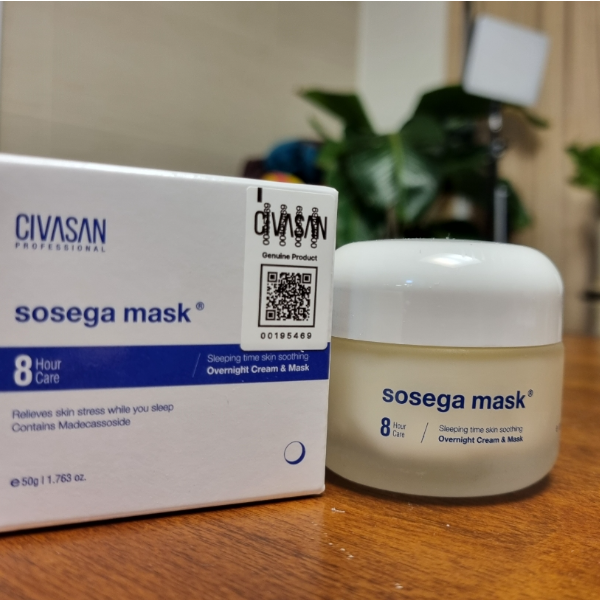 CIVASAN
PROFESSIONAL
sosega mask®
8 Hour
Care
Sleeping time skin soothing
Overnight Cream & Mask
Relieves skin stress while you sleep
Contains Madecassoside
℮ 50g I 1.763 oz.
CIVASAN
Genuine Product
00195469
sosega mask®
8 Hour
Care
Sleeping time skin soothing
Overnight Cream & Mask